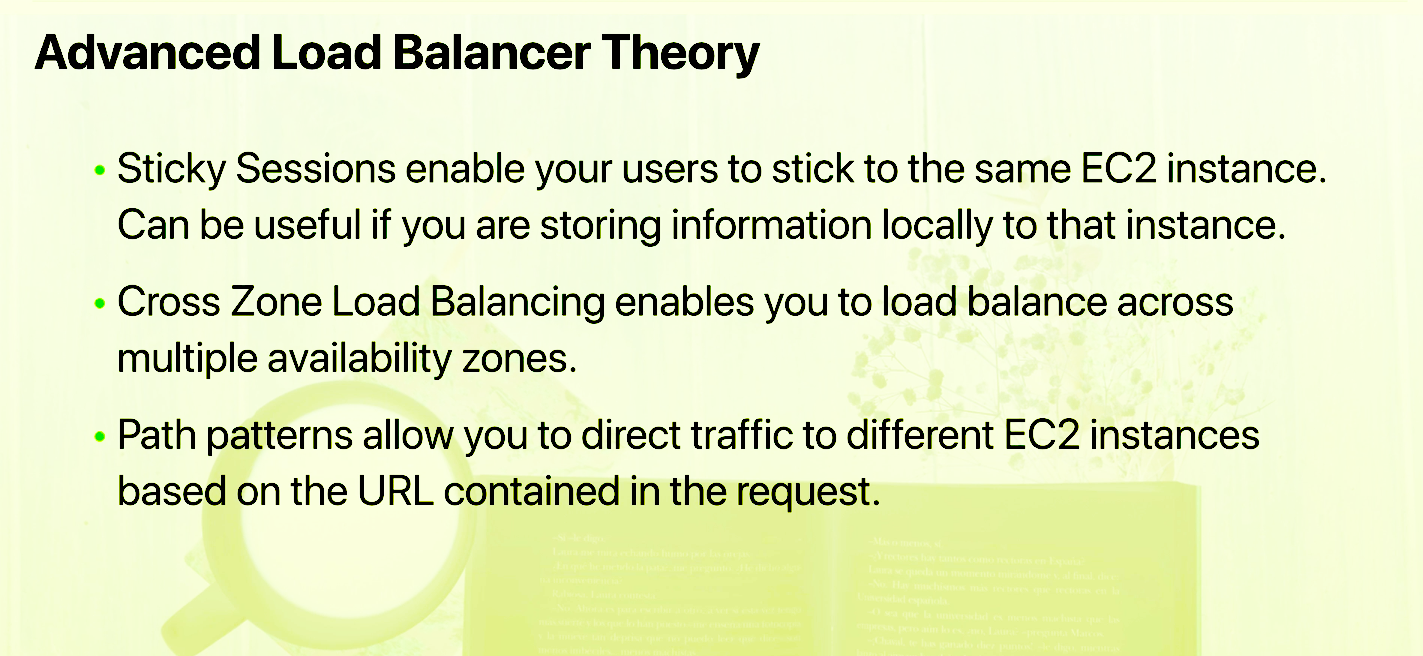 Advanced Load Balancer Theory
• Sticky Sessions enable your users to stick to the same EC2 instance.
Can be useful if you are storing information locally to that instance.
• Cross Zone Load Balancing enables you to load balance across
multiple availability zones.
• Path patterns allow you to direct traffic to different EC2 instances
based on the URL contained in the request.